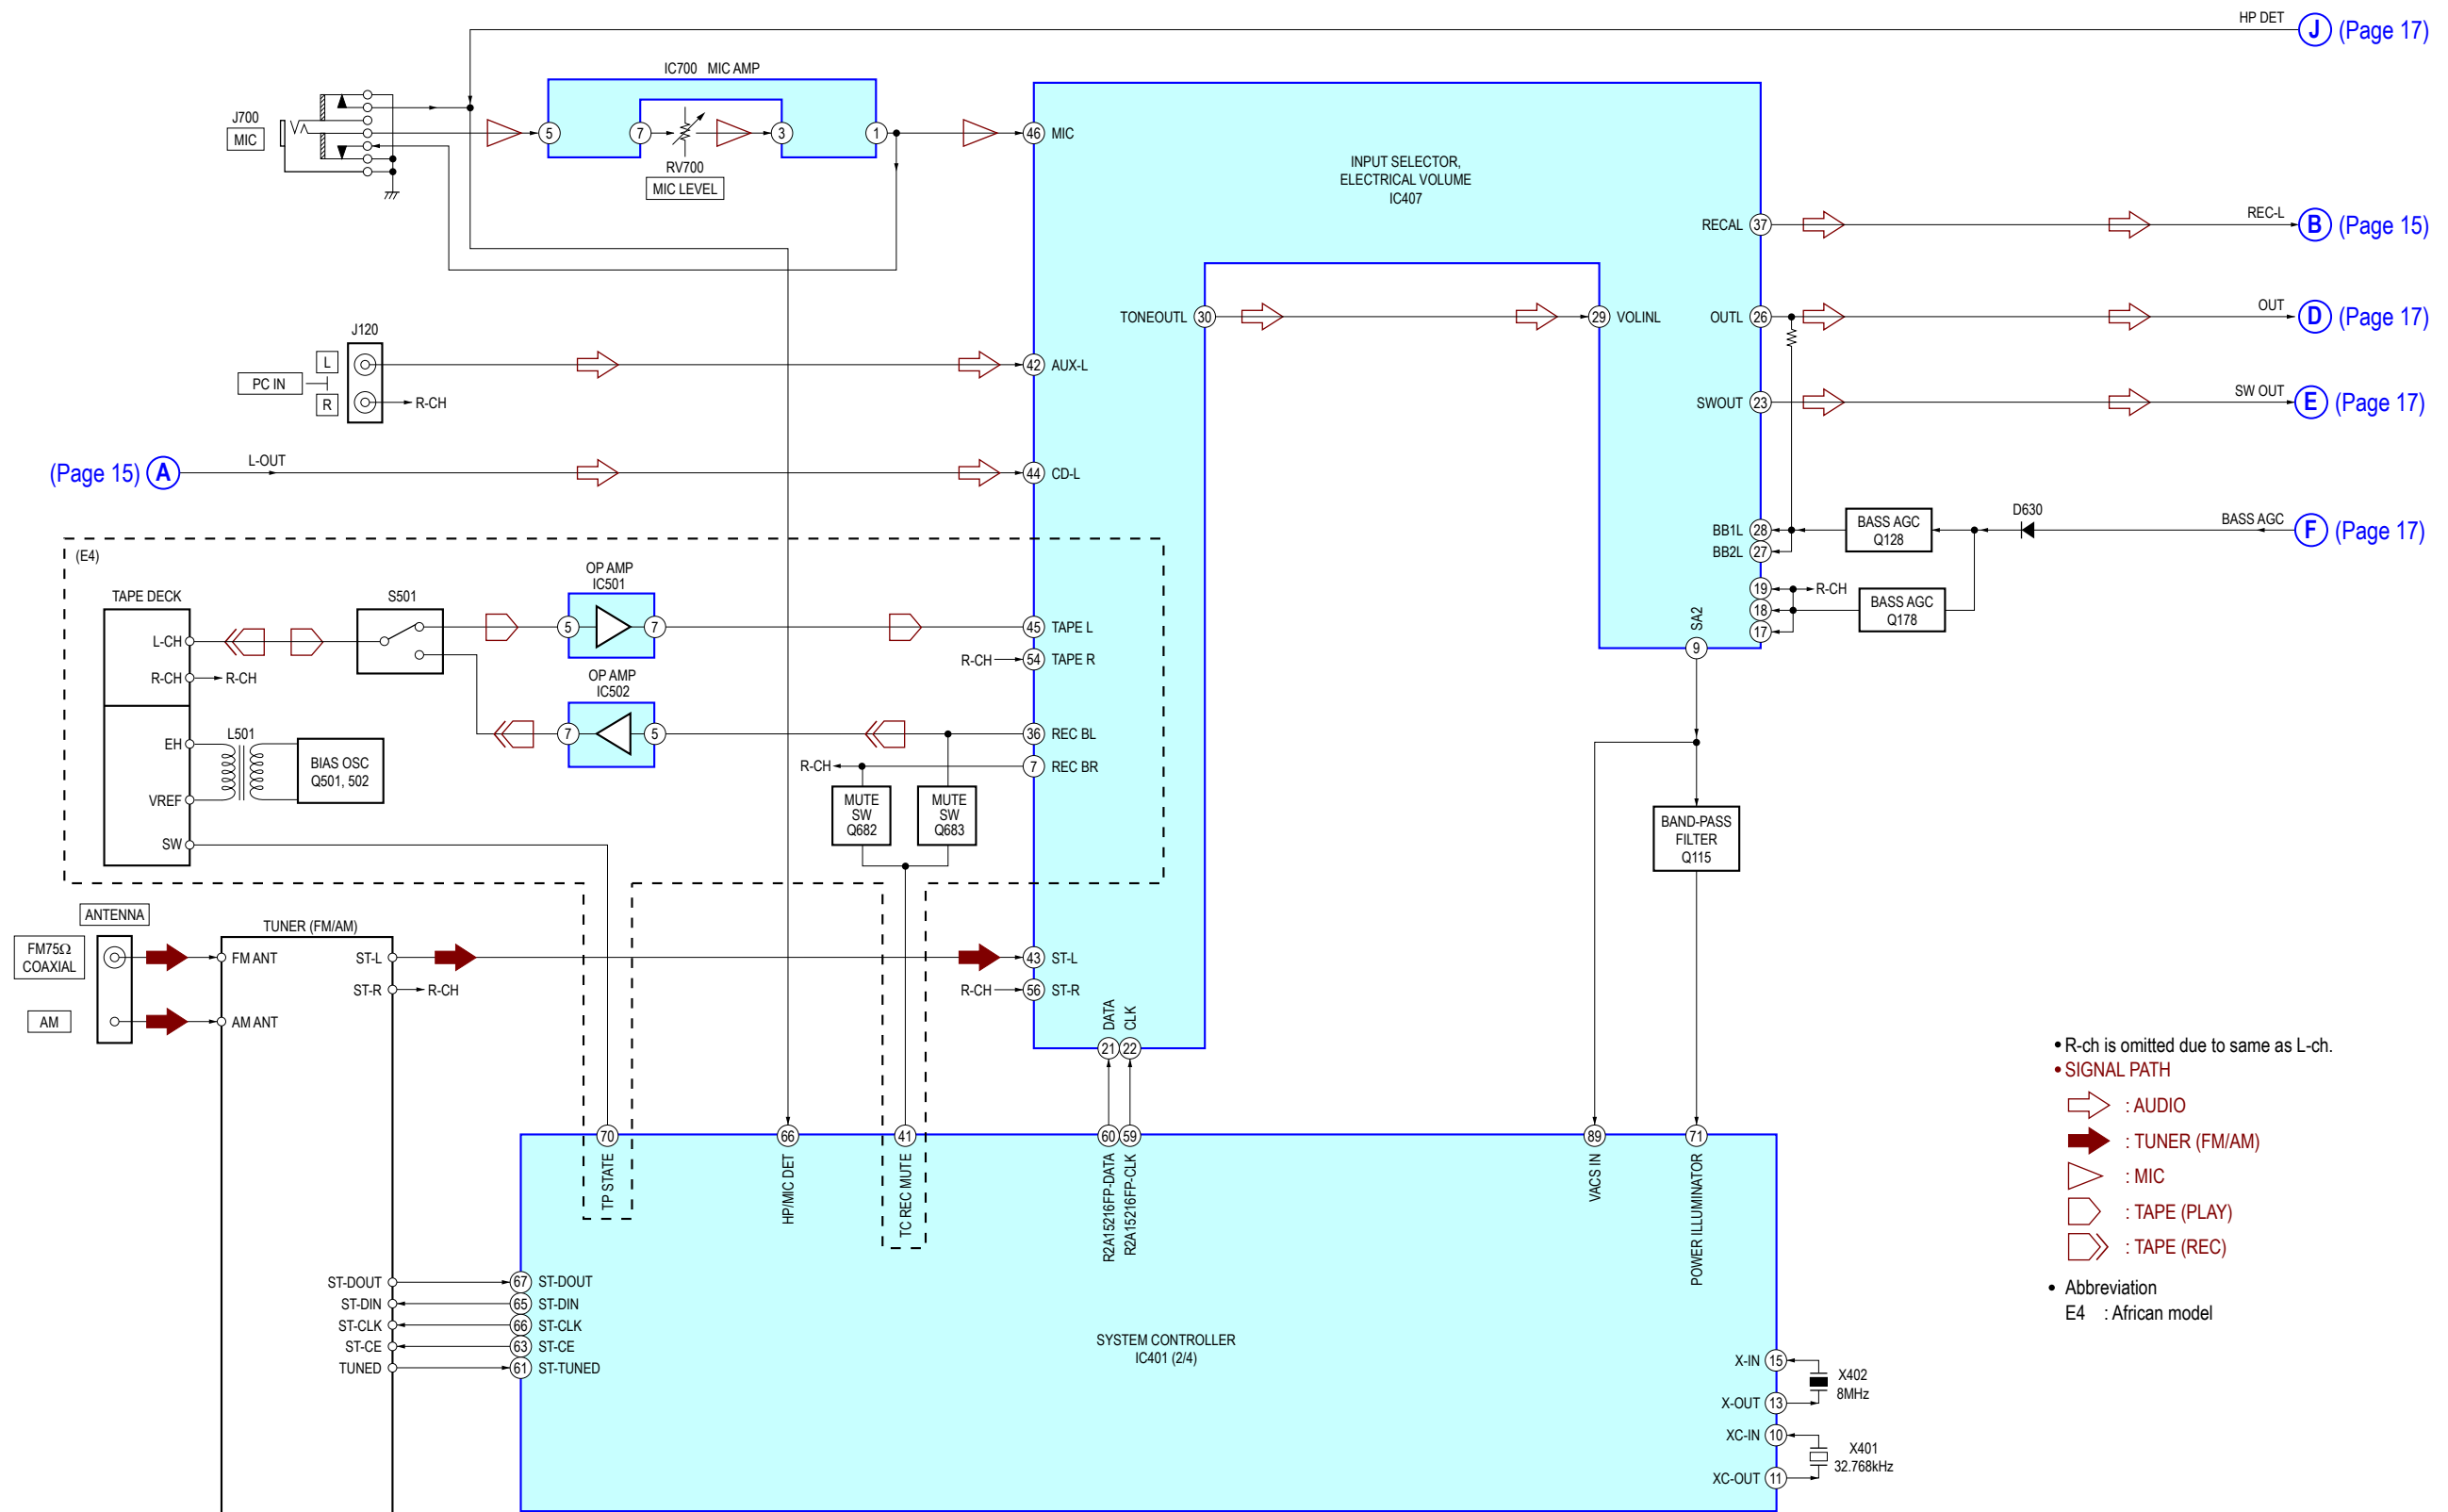 HP DET
J (Page 17)
IC700 MIC AMP
J700
MIC
5
7
3
1
RV700
MIC LEVEL
46 MIC
INPUT SELECTOR,
ELECTRICAL VOLUME
IC407
RECAL 37
REC-L
B (Page 15)
TONEOUTL 30
29 VOLINL
OUTL 26
OUT
D (Page 17)
J120
PC IN
L
R
R-CH
42 AUX-L
SWOUT 23
SW OUT
E (Page 17)
(Page 15) A
L-OUT
44 CD-L
BB1L 28
BB2L 27
BASS AGC
Q128
D630
BASS AGC
F (Page 17)
19
R-CH
18
17
BASS AGC
Q178
SA2
9
(E4)
TAPE DECK
L-CH
R-CH
R-CH
S501
OP AMP
IC501
5
7
45 TAPE L
R-CH
54 TAPE R
OP AMP
IC502
7
5
36 REC BL
R-CH
7 REC BR
EH
L501
BIAS OSC
Q501, 502
VREF
SW
MUTE
SW
Q682
MUTE
SW
Q683
BAND-PASS
FILTER
Q115
ANTENNA
FM75Ω
COAXIAL
AM
TUNER (FM/AM)
FM ANT
AM ANT
ST-L
ST-R
R-CH
43 ST-L
R-CH
56 ST-R
DATA
CLK
21
22
70
66
41
60
59
89
71
TP STATE
HP/MIC DET
TC REC MUTE
R2A15216FP-DATA
R2A15216FP-CLK
VACS IN
POWER ILLUMINATOR
ST-DOUT
67 ST-DOUT
ST-DIN
65 ST-DIN
ST-CLK
66 ST-CLK
ST-CE
63 ST-CE
TUNED
61 ST-TUNED
SYSTEM CONTROLLER
IC401 (2/4)
X-IN 15
X-OUT 13
X402
8MHz
XC-IN 10
XC-OUT 11
X401
32.768kHz
• R-ch is omitted due to same as L-ch.
• SIGNAL PATH
: AUDIO
: TUNER (FM/AM)
: MIC
: TAPE (PLAY)
: TAPE (REC)
• Abbreviation
E4 : African model